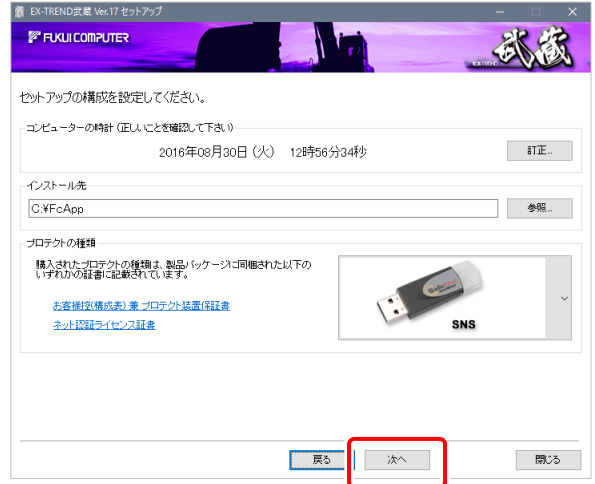 EX-TREND武蔵 Ver.17 セットアップ
FUKUI COMPUTER
EX-TREND 武蔵
セットアップの構成を設定してください。
コンピューターの時計 (正しいことを確認して下さい)
2016年08月30日 (火) 12時56分34秒
訂正...
インストール先
C:¥FcApp
参照...
プロテクトの種類
購入されたプロテクトの種類は、製品パッケージに同梱された以下の
いずれかの証書に記載されています。
お客様控(構成表) 兼 プロテクト装置保証書
ネット認証ライセンス証書
SNS
戻る
次へ
閉じる